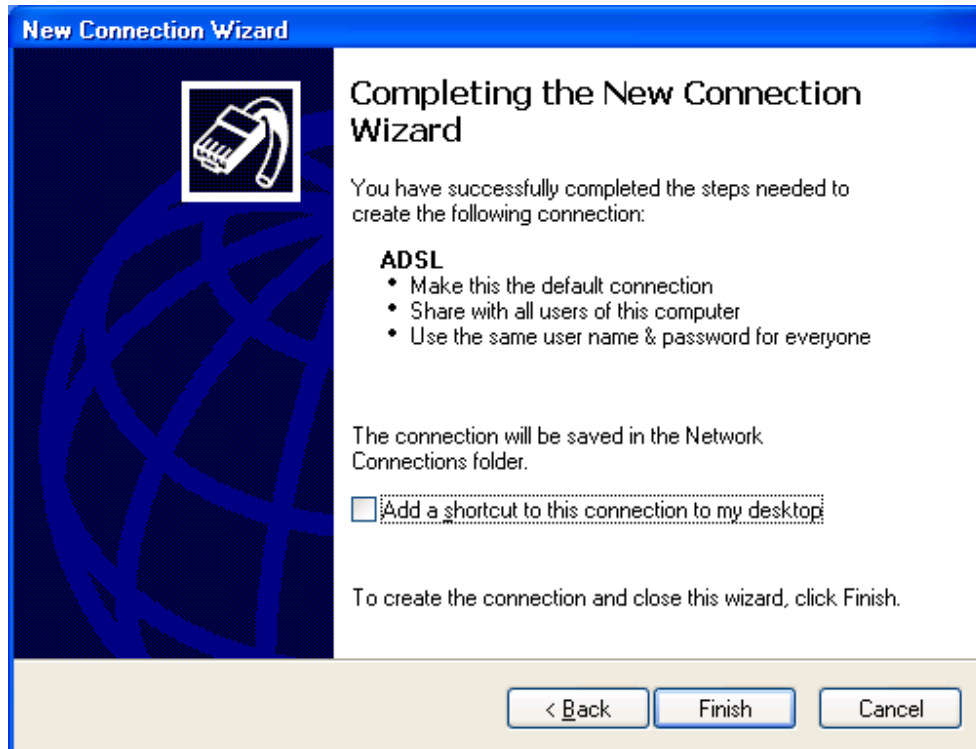 New Connection Wizard
Completing the New Connection
Wizard
You have successfully completed the steps needed to
create the following connection:
ADSL
• Make this the default connection
• Share with all users of this computer
• Use the same user name & password for everyone
The connection will be saved in the Network
Connections folder.
Add a shortcut to this connection to my desktop
To create the connection and close this wizard, click Finish.
< Back Finish Cancel